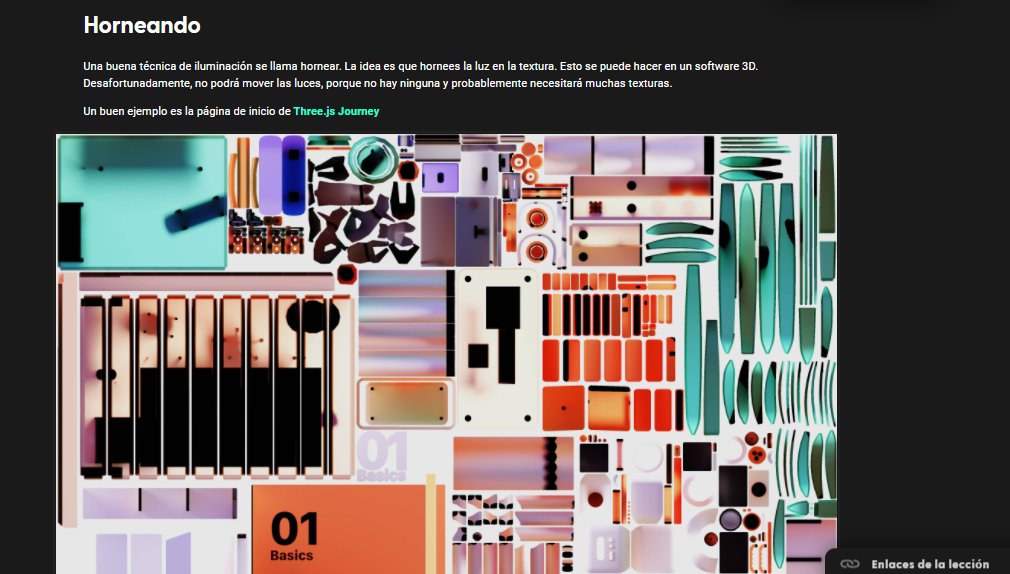 Horneando
Una buena técnica de iluminación se llama hornear. La idea es que hornees la luz en la textura. Esto se puede hacer en un software 3D.
Desafortunadamente, no podrá mover las luces, porque no hay ninguna y probablemente necesitará muchas texturas.
Un buen ejemplo es la página de inicio de Three.js Journey
01
Basics
01
Basics
Enlaces de la lección